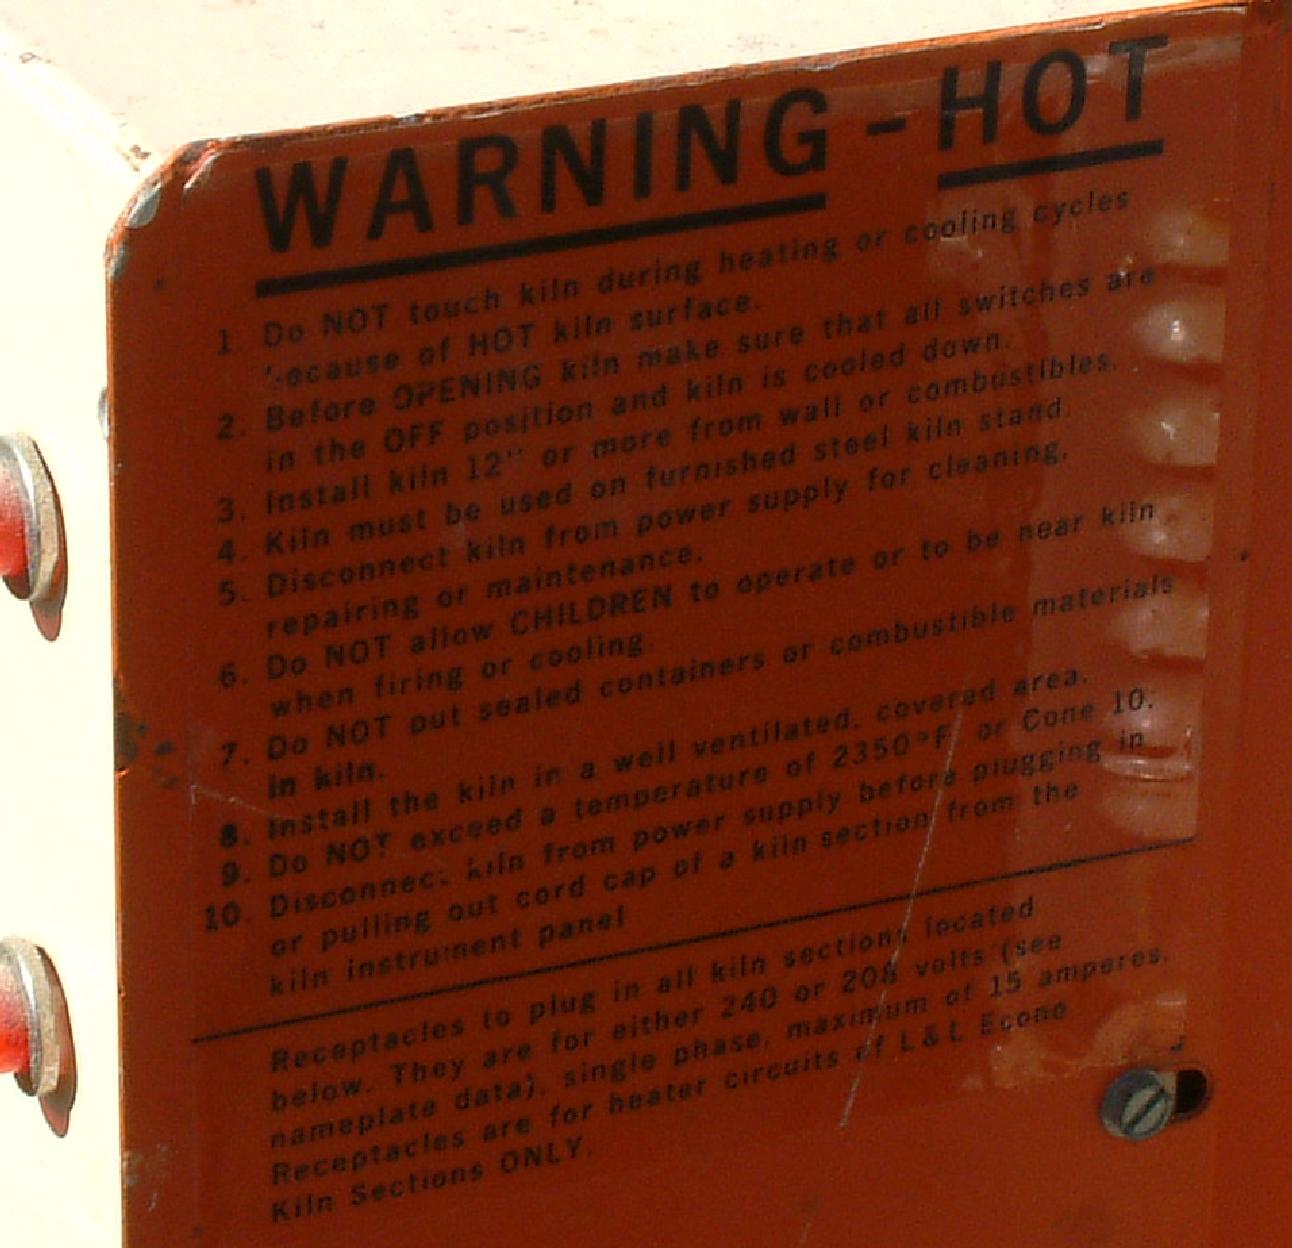 WARNING - HOT
1. Do NOT touch kiln during heating or cooling cycles
because of HOT kiln surface.
2. Before OPENING kiln make sure that all switches are
in the OFF position and kiln is cooled down.
3. Install kiln 12" or more from wall or combustibles.
4. Kiln must be used on furnished steel kiln stand.
5. Disconnect kiln from power supply for cleaning,
repairing or maintenance.
6. Do NOT allow CHILDREN to operate or to be near kiln
when firing or cooling.
7. Do NOT put sealed containers or combustible materials
in kiln.
8. Install the kiln in a well ventilated, covered area.
9. Do NOT exceed a temperature of 2350°F or Cone 10.
10. Disconnect kiln from power supply before plugging in
or pulling out cord cap of a kiln section from the
kiln instrument panel
Receptacles to plug in all kiln sections located
below. They are for either 240 or 208 volts (see
nameplate data), single phase, maximum of 15 amperes.
Receptacles are for heater circuits of L&L Econo
Kiln Sections ONLY.